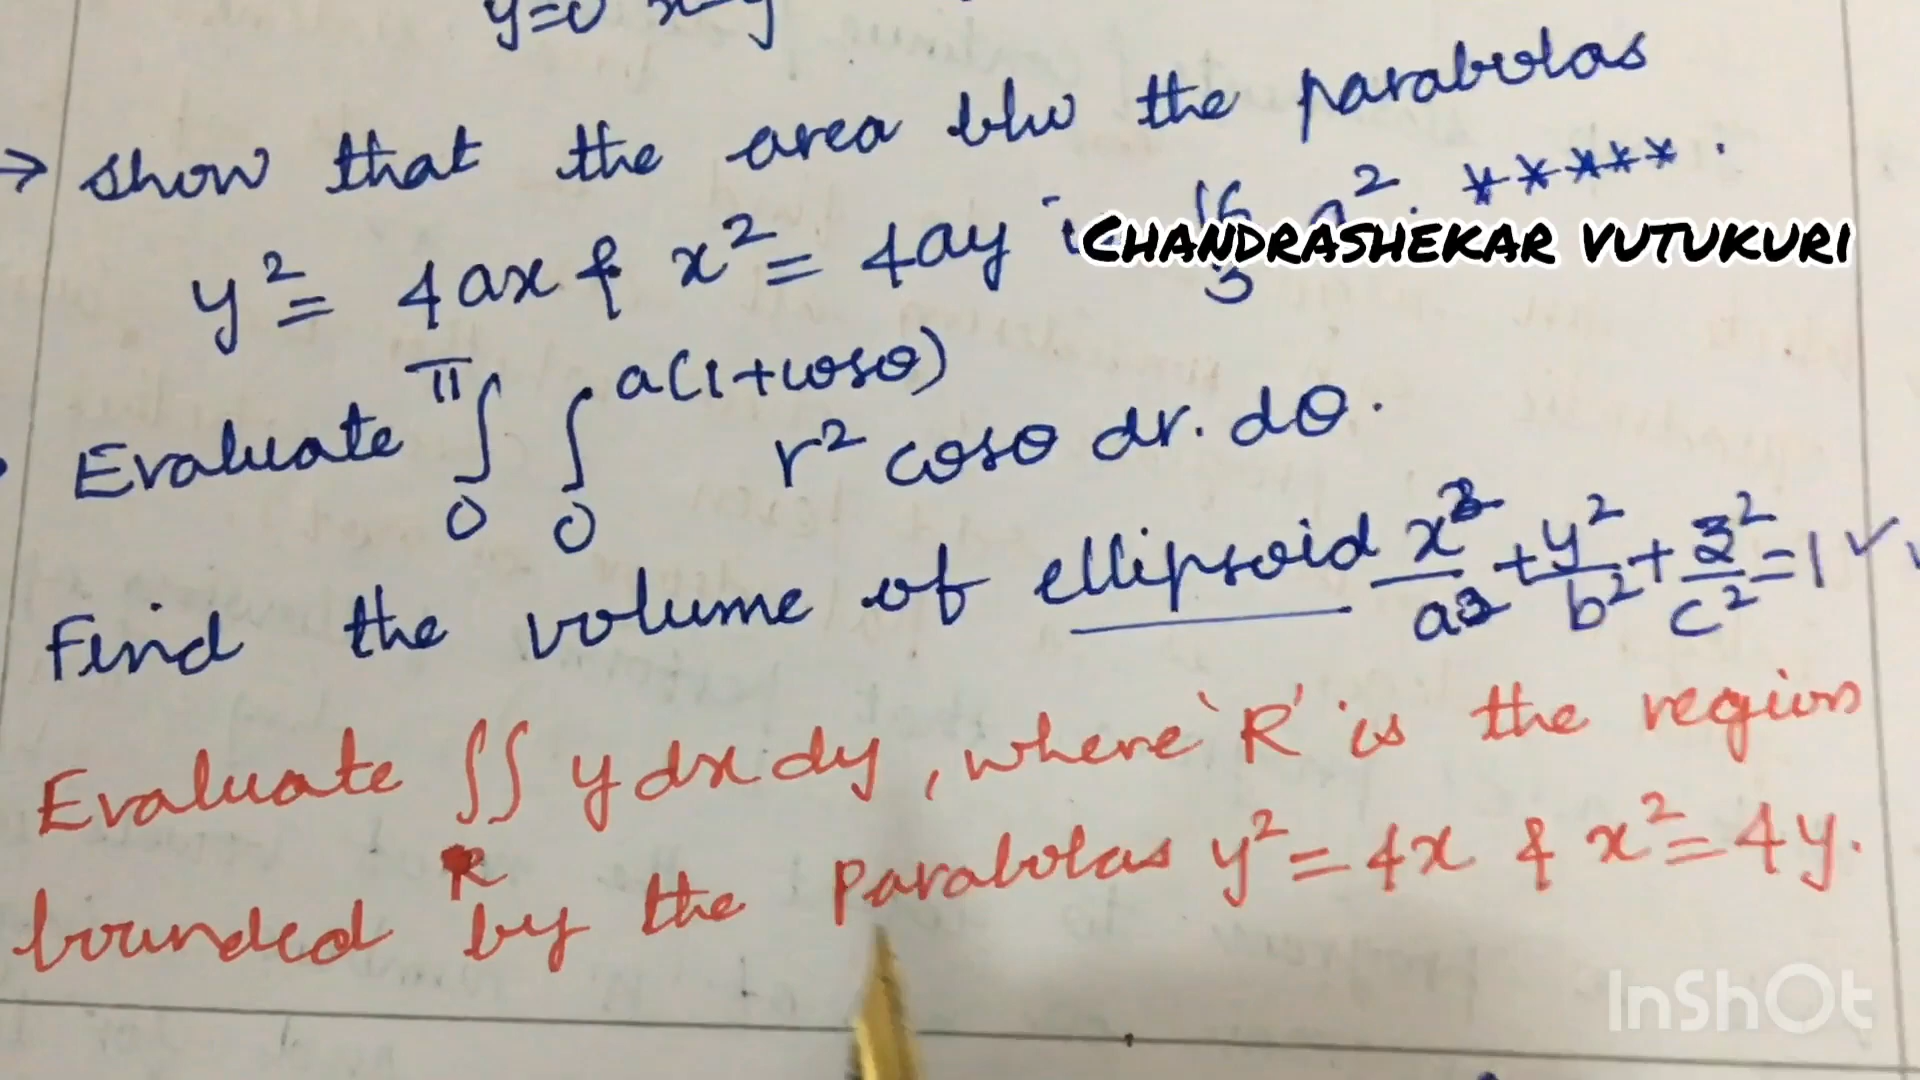 y=0 x=y
→ show that the area b/w the parabolas
y² = 4ax & x² = 4ay is 16/3 a². *****.
CHANDRASHEKAR VUTUKURI
Evaluate ∫₀^π ∫₀^a(1+cosθ) r² cosθ dr. dθ.
Find the volume of ellipsoid x²/a² + y²/b² + z²/c² = 1 ✓
Evaluate ∫∫_R y dx dy, where 'R' is the region
bounded by the parabolas y² = 4x & x² = 4y.
InShOt